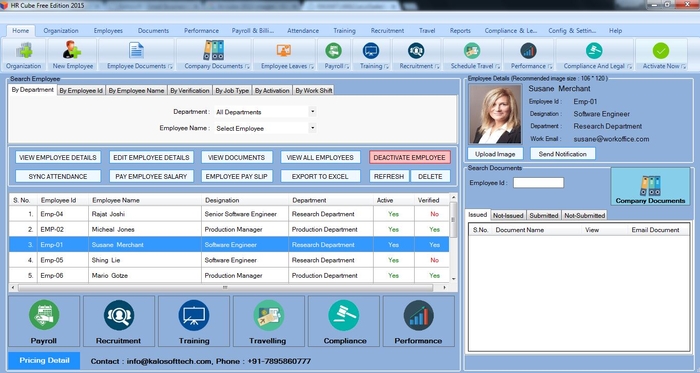 HR Cube Free Edition 2015
Home Organization Employees Documents Performance Payroll & Billi... Attendance Training Recruitment Travel Reports Compliance & Le... Config & Settin... Help
Organization New Employee Employee Documents Company Documents Employee Leaves Payroll Training Recruitment Schedule Travel Performance Compliance And Legal Activate Now
Search Employee
By Department By Employee Id By Employee Name By Verification By Job Type By Activation By Work Shift
Department : All Departments
Employee Name : Select Employee
VIEW EMPLOYEE DETAILS EDIT EMPLOYEE DETAILS VIEW DOCUMENTS VIEW ALL EMPLOYEES DEACTIVATE EMPLOYEE
SYNC ATTENDANCE PAY EMPLOYEE SALARY EMPLOYEE PAY SLIP EXPORT TO EXCEL REFRESH DELETE
S. No. Employee Id Employee Name Designation Department Active Verified
1. Emp-04 Rajat Joshi Senior Software Engineer Research Department Yes No
2. EMP-02 Micheal Jones Production Manager Production Department Yes Yes
3. Emp-01 Susane Merchant Software Engineer Research Department Yes Yes
4. Emp-05 Shing Lie Software Engineer Research Department Yes No
5. Emp-06 Mario Gotze Production Manager Production Department Yes Yes
Payroll Recruitment Training Travelling Compliance Performance
Pricing Detail Contact : info@kalosofttech.com, Phone : +91-7895860777
Employee Details (Recommended image size : 106 * 120 )
Susane Merchant
Employee Id : Emp-01
Designation : Software Engineer
Department : Research Department
Work Email : susane@workoffice.com
Upload Image Send Notification
Search Documents
Employee Id :
Company Documents
Issued Not-Issued Submitted Not-Submitted
S.No. Document Name View Email Document